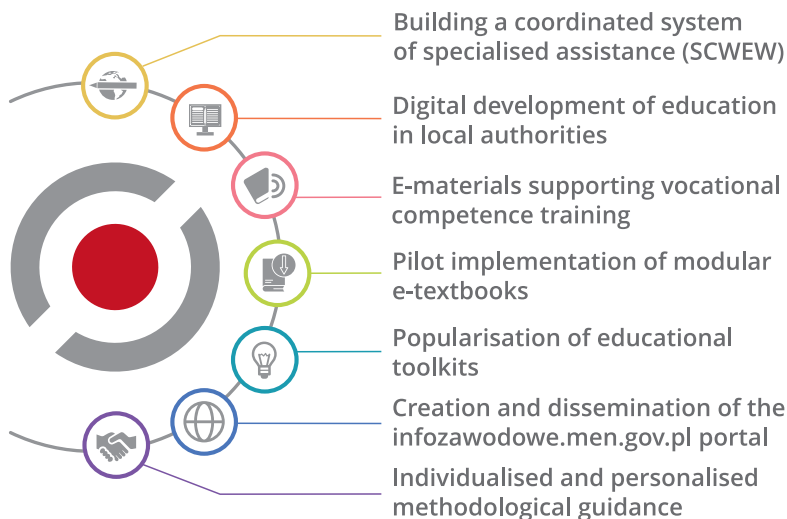 Building a coordinated system
of specialised assistance (SCWEW)
Digital development of education
in local authorities
E-materials supporting vocational
competence training
Pilot implementation of modular
e-textbooks
Popularisation of educational
toolkits
Creation and dissemination of the
infozawodowe.men.gov.pl portal
Individualised and personalised
methodological guidance